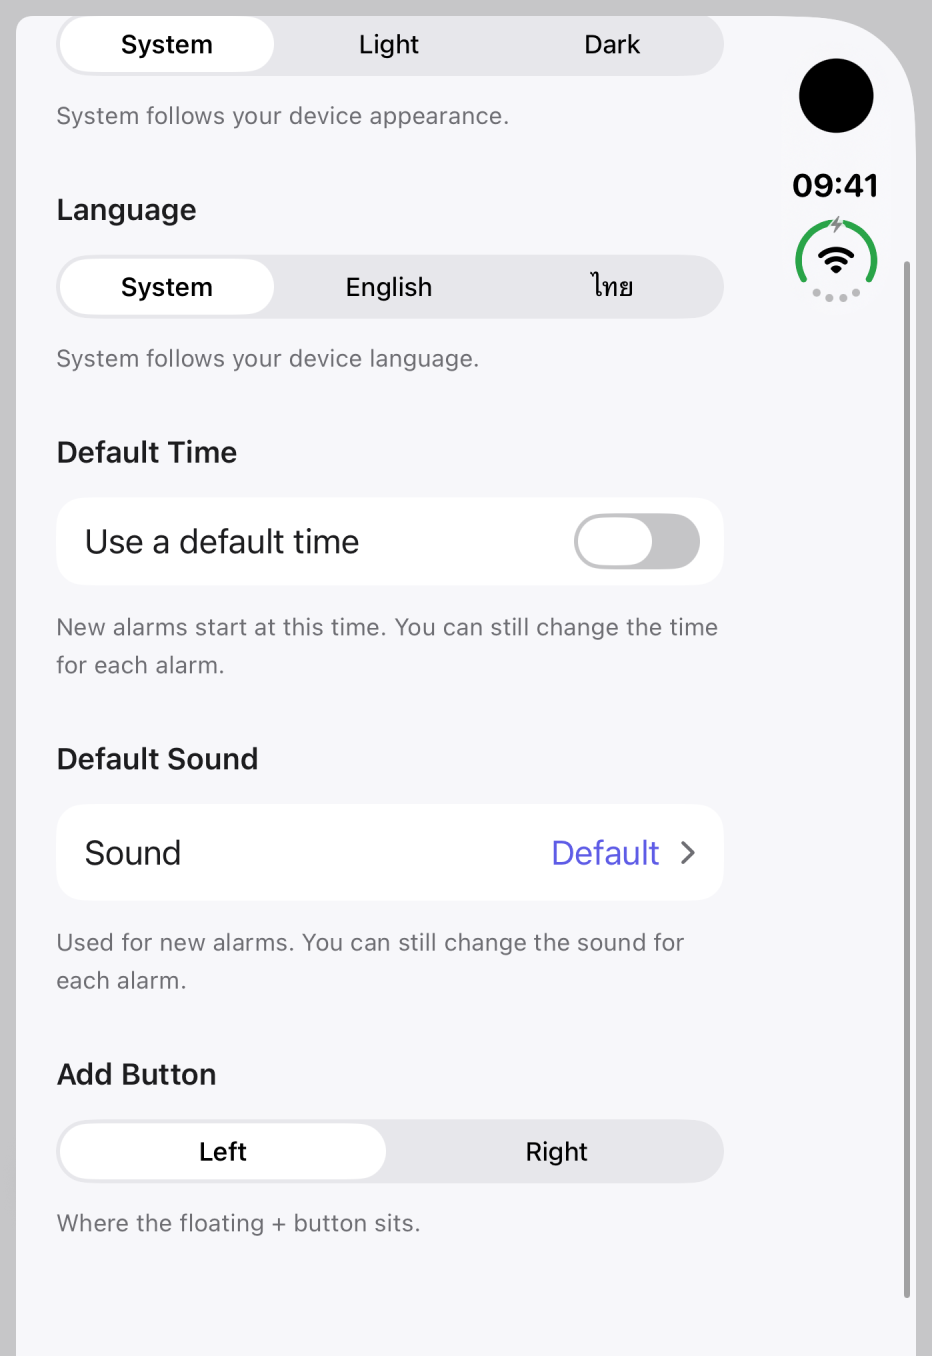 System
Light
Dark
System follows your device appearance.
09:41
Language
System
English
ไทย
System follows your device language.
Default Time
Use a default time
New alarms start at this time. You can still change the time
for each alarm.
Default Sound
Sound
Default
Used for new alarms. You can still change the sound for
each alarm.
Add Button
Left
Right
Where the floating + button sits.